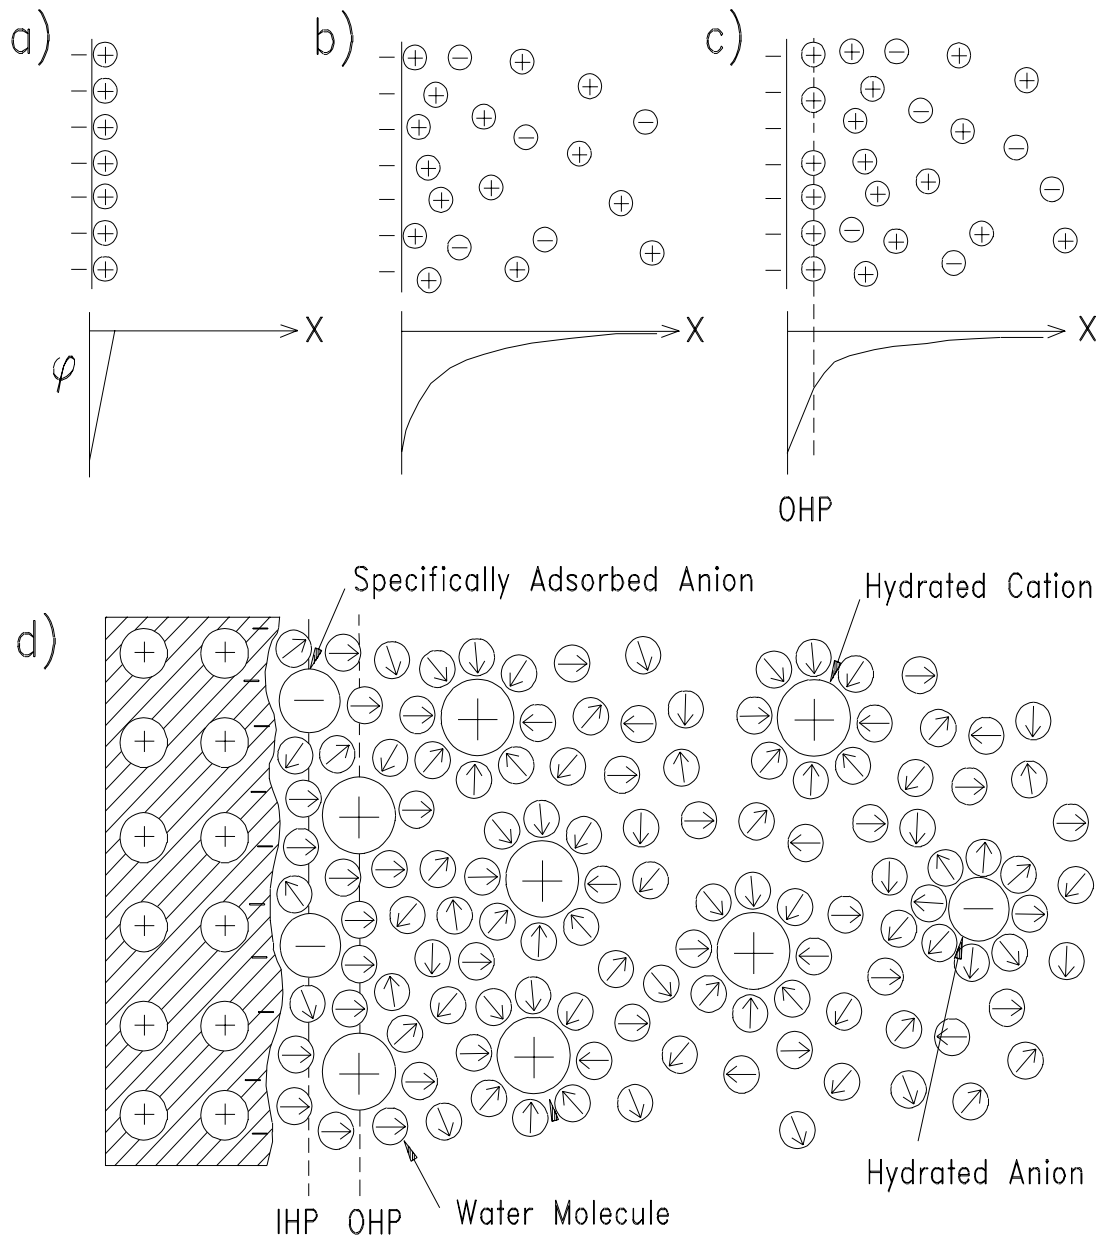 a)
b)
c)
X
X
X
φ
OHP
Specifically Adsorbed Anion
Hydrated Cation
d)
Hydrated Anion
IHP OHP
Water Molecule